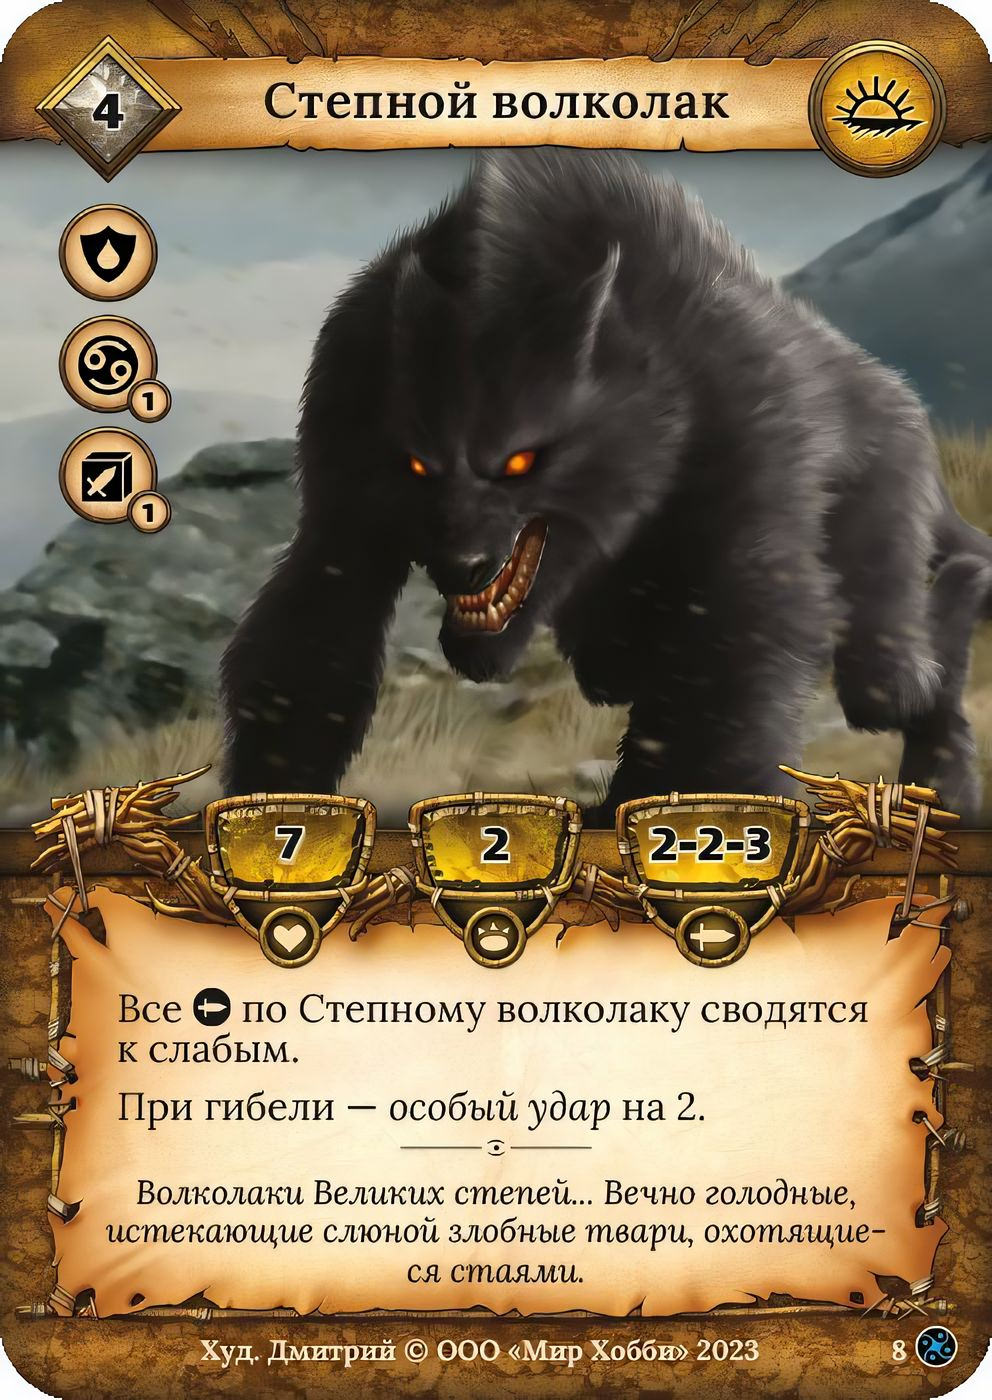 4
Степной волколак
1
1
7
2
2-2-3
Все по Степному волколаку сводятся
к слабым.
При гибели — особый удар на 2.
Волколаки Великих степей... Вечно голодные,
истекающие слюной злобные твари, охотящие-
ся стаями.
Худ. Дмитрий © ООО «Мир Хобби» 2023
8